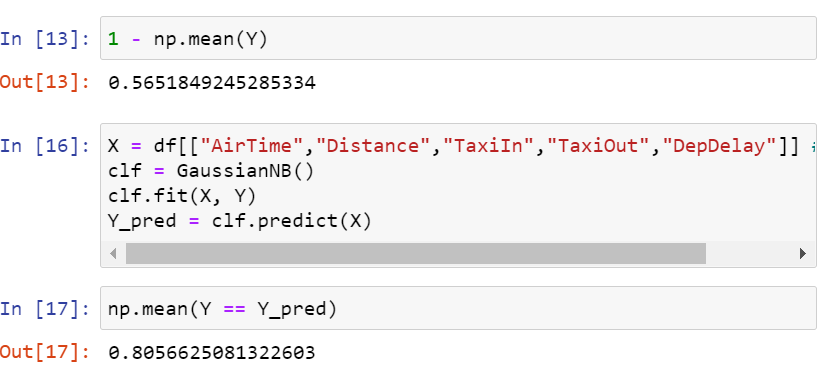 In [13]: 1 - np.mean(Y)
Out[13]: 0.5651849245285334
In [16]: X = df[["AirTime","Distance","TaxiIn","TaxiOut","DepDelay"]]
clf = GaussianNB()
clf.fit(X, Y)
Y_pred = clf.predict(X)
In [17]: np.mean(Y == Y_pred)
Out[17]: 0.8056625081322603